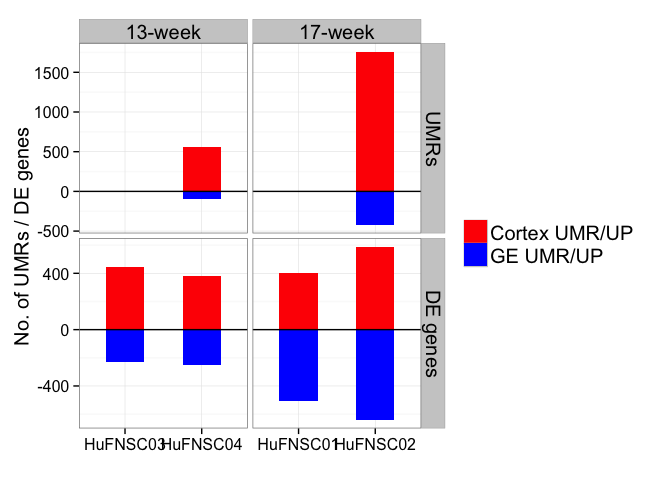 13-week
17-week
No. of UMRs / DE genes
1500
1000
500
0
-500
UMRs
400
0
-400
DE genes
HuFNSC03
HuFNSC04
HuFNSC01
HuFNSC02
Cortex UMR/UP
GE UMR/UP